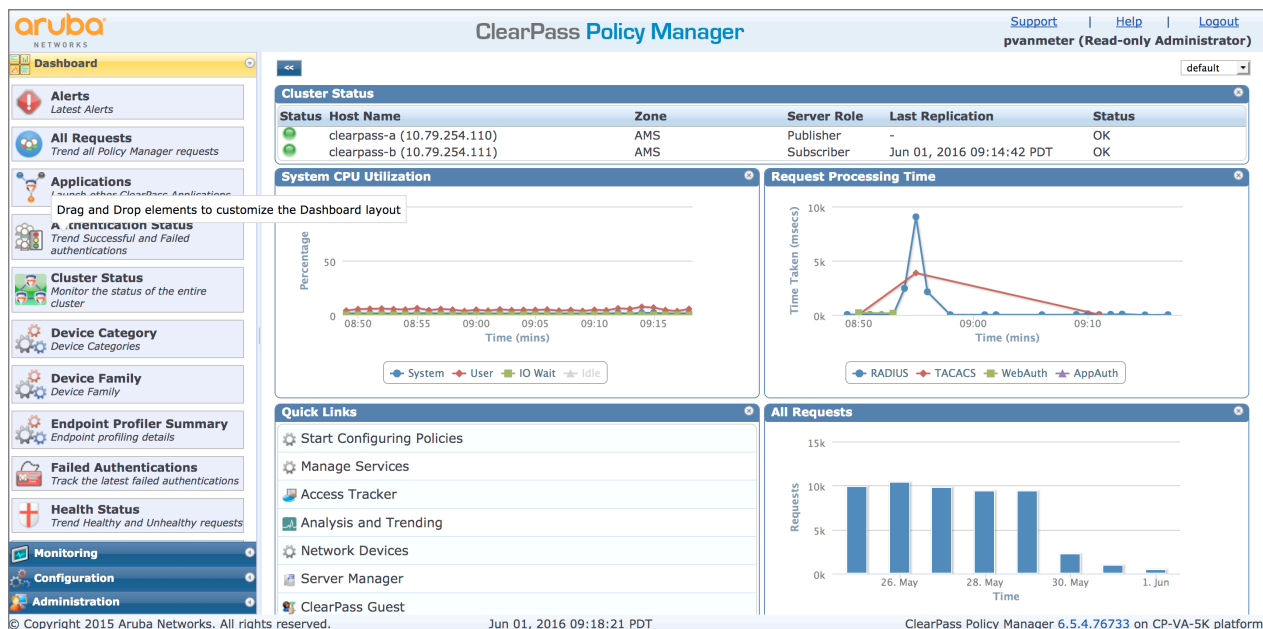 aruba
NETWORKS
ClearPass Policy Manager
Support | Help | Logout
pvanmeter (Read-only Administrator)
Dashboard
<<
default
Alerts
Latest Alerts
All Requests
Trend all Policy Manager requests
Applications
Launch other ClearPass Applications
Drag and Drop elements to customize the Dashboard layout
Authentication Status
Trend Successful and Failed
authentications
Cluster Status
Monitor the status of the entire
cluster
Device Category
Device Categories
Device Family
Device Family
Endpoint Profiler Summary
Endpoint profiling details
Failed Authentications
Track the latest failed authentications
Health Status
Trend Healthy and Unhealthy requests
Monitoring
Configuration
Administration
Cluster Status
Status Host Name Zone Server Role Last Replication Status
clearpass-a (10.79.254.110) AMS Publisher - OK
clearpass-b (10.79.254.111) AMS Subscriber Jun 01, 2016 09:14:42 PDT OK
System CPU Utilization
Percentage
50
0
08:50 08:55 09:00 09:05 09:10 09:15
Time (mins)
System User IO Wait Idle
Request Processing Time
Time Taken (msecs)
10k
5k
0k
08:50 09:00 09:10
Time (mins)
RADIUS TACACS WebAuth AppAuth
Quick Links
Start Configuring Policies
Manage Services
Access Tracker
Analysis and Trending
Network Devices
Server Manager
ClearPass Guest
All Requests
Requests
15k
10k
5k
0k
26. May 28. May 30. May 1. Jun
Time
© Copyright 2015 Aruba Networks. All rights reserved. Jun 01, 2016 09:18:21 PDT ClearPass Policy Manager 6.5.4.76733 on CP-VA-5K platform